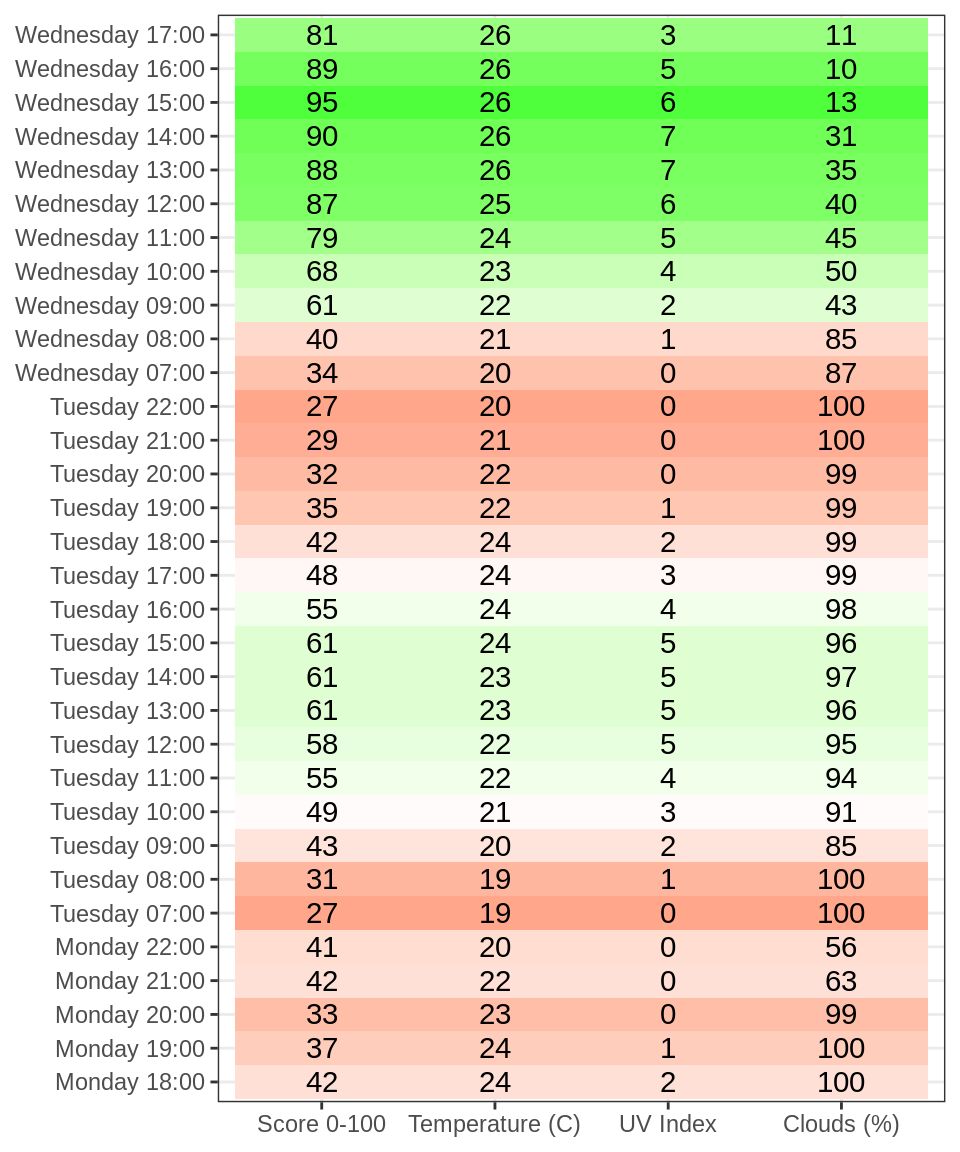 Wednesday 17:00 81 26 3 11
Wednesday 16:00 89 26 5 10
Wednesday 15:00 95 26 6 13
Wednesday 14:00 90 26 7 31
Wednesday 13:00 88 26 7 35
Wednesday 12:00 87 25 6 40
Wednesday 11:00 79 24 5 45
Wednesday 10:00 68 23 4 50
Wednesday 09:00 61 22 2 43
Wednesday 08:00 40 21 1 85
Wednesday 07:00 34 20 0 87
Tuesday 22:00 27 20 0 100
Tuesday 21:00 29 21 0 100
Tuesday 20:00 32 22 0 99
Tuesday 19:00 35 22 1 99
Tuesday 18:00 42 24 2 99
Tuesday 17:00 48 24 3 99
Tuesday 16:00 55 24 4 98
Tuesday 15:00 61 24 5 96
Tuesday 14:00 61 23 5 97
Tuesday 13:00 61 23 5 96
Tuesday 12:00 58 22 5 95
Tuesday 11:00 55 22 4 94
Tuesday 10:00 49 21 3 91
Tuesday 09:00 43 20 2 85
Tuesday 08:00 31 19 1 100
Tuesday 07:00 27 19 0 100
Monday 22:00 41 20 0 56
Monday 21:00 42 22 0 63
Monday 20:00 33 23 0 99
Monday 19:00 37 24 1 100
Monday 18:00 42 24 2 100
Score 0-100 Temperature (C) UV Index Clouds (%)